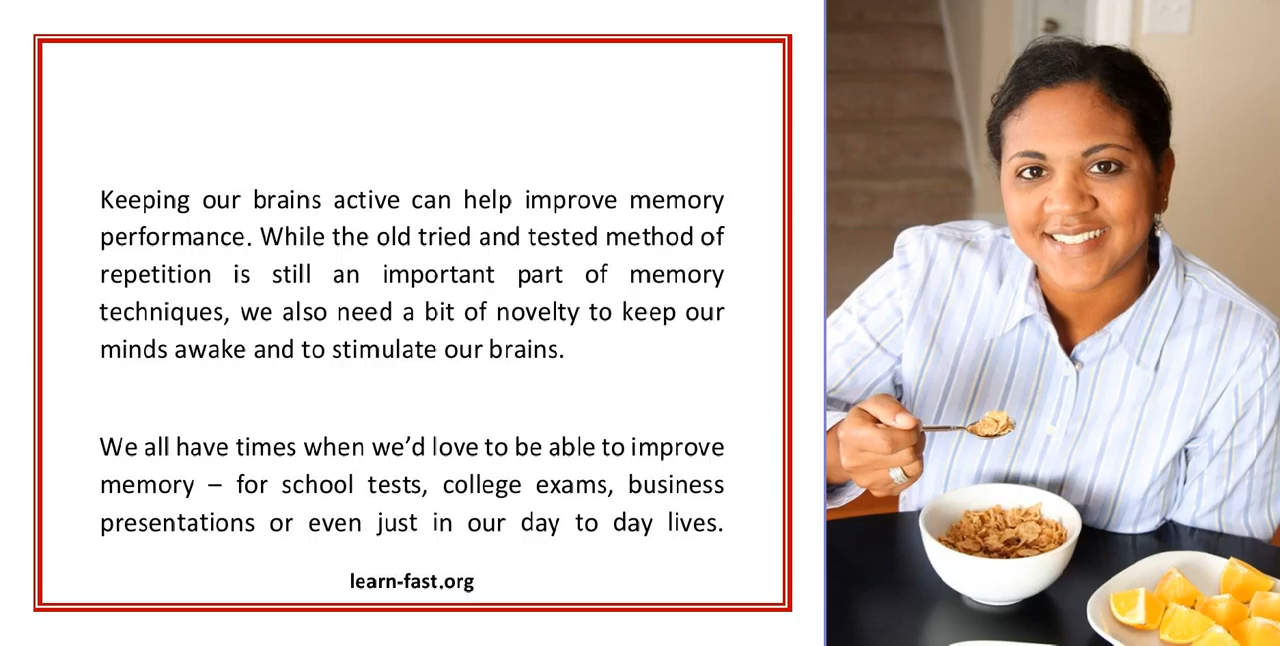 Keeping our brains active can help improve memory
performance. While the old tried and tested method of
repetition is still an important part of memory
techniques, we also need a bit of novelty to keep our
minds awake and to stimulate our brains.
We all have times when we’d love to be able to improve
memory – for school tests, college exams, business
presentations or even just in our day to day lives.
learn-fast.org